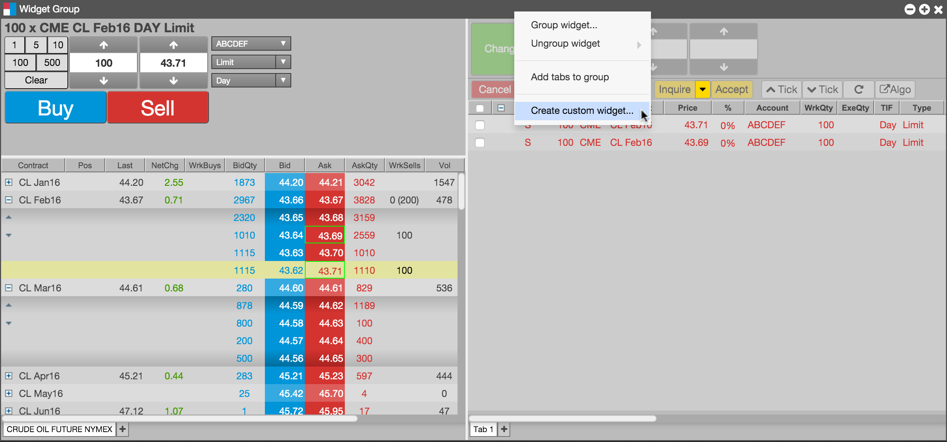 Widget Group
100 x CME CL Feb16 DAY Limit
1 5 10
100 500
Clear
100
43.71
ABCDEF
Limit
Day
Buy Sell
Contract Pos Last NetChg WrkBuys BidQty Bid Ask AskQty WrkSells Vol
CL Jan16 44.20 2.55 1873 44.20 44.21 3042 1547
CL Feb16 43.67 0.71 2967 43.66 43.67 3828 0 (200) 478
2320 43.65 43.68 3159
1010 43.64 43.69 2559 100
1115 43.63 43.70 1010
1115 43.62 43.71 1110 100
CL Mar16 44.61 0.68 280 44.60 44.61 829 536
878 44.59 44.62 1189
800 44.58 44.63 100
200 44.57 44.64 300
500 44.56 44.65 300
CL Apr16 45.21 0.44 283 45.21 45.23 597 444
CL May16 25 45.42 45.70 4 0
CL Jun16 47.12 1.07 1 45.72 45.95 17 47
CRUDE OIL FUTURE NYMEX +
Chang
Group widget...
Ungroup widget
Add tabs to group
Create custom widget...
Cancel Inquire Accept Tick Tick Algo
Price % Account WrkQty ExeQty TIF Type
S 100 CME CL Feb16 43.71 0% ABCDEF 100 Day Limit
S 100 CME CL Feb16 43.69 0% ABCDEF 100 Day Limit
Tab 1 +